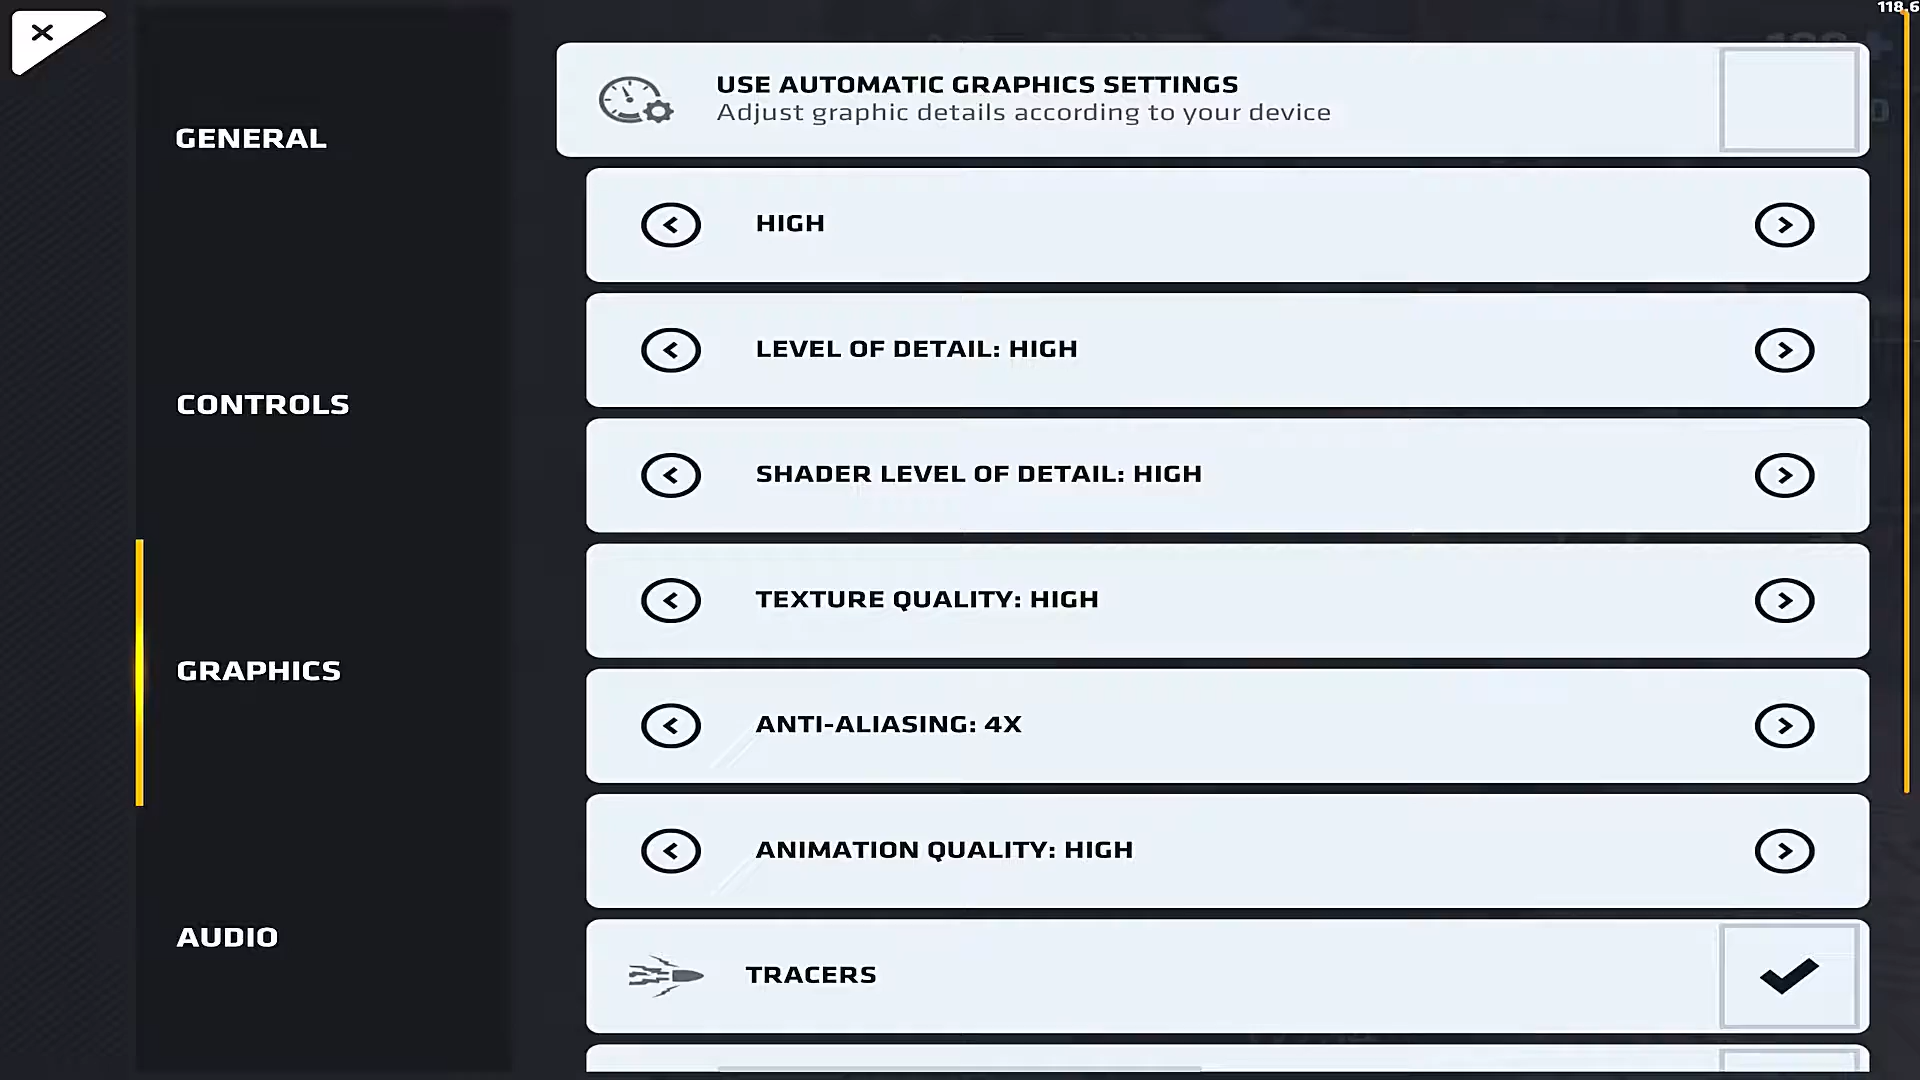 118.6
USE AUTOMATIC GRAPHICS SETTINGS
Adjust graphic details according to your device
GENERAL
HIGH
LEVEL OF DETAIL: HIGH
CONTROLS
SHADER LEVEL OF DETAIL: HIGH
TEXTURE QUALITY: HIGH
GRAPHICS
ANTI-ALIASING: 4X
ANIMATION QUALITY: HIGH
AUDIO
TRACERS